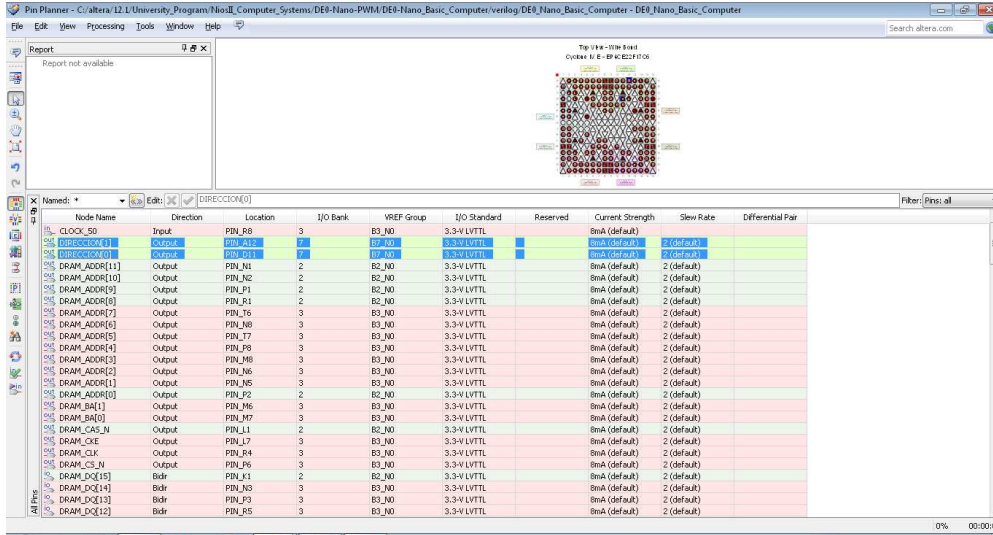 Pin Planner - C:/altera/12.1/University_Program/NiosII_Computer_Systems/DE0-Nano-PWM/DE0-Nano_Basic_Computer/verilog/DE0_Nano_Basic_Computer - DE0_Nano_Basic_Computer
File Edit View Processing Tools Window Help
Search altera.com
Report
Report not available
Top View - Wire Bond
Cyclone IV E - EP4CE22F17C6
Named: * Edit: DIRECCION[0] Filter: Pins: all
Node Name Direction Location I/O Bank VREF Group I/O Standard Reserved Current Strength Slew Rate Differential Pair
CLOCK_50 Input PIN_R8 3 B3_N0 3.3-V LVTTL 8mA (default)
DIRECCION[1] Output PIN_A12 7 B7_N0 3.3-V LVTTL 8mA (default) 2 (default)
DIRECCION[0] Output PIN_D11 7 B7_N0 3.3-V LVTTL 8mA (default) 2 (default)
DRAM_ADDR[11] Output PIN_N1 2 B2_N0 3.3-V LVTTL 8mA (default) 2 (default)
DRAM_ADDR[10] Output PIN_N2 2 B2_N0 3.3-V LVTTL 8mA (default) 2 (default)
DRAM_ADDR[9] Output PIN_P1 2 B2_N0 3.3-V LVTTL 8mA (default) 2 (default)
DRAM_ADDR[8] Output PIN_R1 2 B2_N0 3.3-V LVTTL 8mA (default) 2 (default)
DRAM_ADDR[7] Output PIN_T6 3 B3_N0 3.3-V LVTTL 8mA (default) 2 (default)
DRAM_ADDR[6] Output PIN_N8 3 B3_N0 3.3-V LVTTL 8mA (default) 2 (default)
DRAM_ADDR[5] Output PIN_T7 3 B3_N0 3.3-V LVTTL 8mA (default) 2 (default)
DRAM_ADDR[4] Output PIN_P8 3 B3_N0 3.3-V LVTTL 8mA (default) 2 (default)
DRAM_ADDR[3] Output PIN_M8 3 B3_N0 3.3-V LVTTL 8mA (default) 2 (default)
DRAM_ADDR[2] Output PIN_N6 3 B3_N0 3.3-V LVTTL 8mA (default) 2 (default)
DRAM_ADDR[1] Output PIN_N5 3 B3_N0 3.3-V LVTTL 8mA (default) 2 (default)
DRAM_ADDR[0] Output PIN_P2 2 B2_N0 3.3-V LVTTL 8mA (default) 2 (default)
DRAM_BA[1] Output PIN_M6 3 B3_N0 3.3-V LVTTL 8mA (default) 2 (default)
DRAM_BA[0] Output PIN_M7 3 B3_N0 3.3-V LVTTL 8mA (default) 2 (default)
DRAM_CAS_N Output PIN_L1 2 B2_N0 3.3-V LVTTL 8mA (default) 2 (default)
DRAM_CKE Output PIN_L7 3 B3_N0 3.3-V LVTTL 8mA (default) 2 (default)
DRAM_CLK Output PIN_R4 3 B3_N0 3.3-V LVTTL 8mA (default) 2 (default)
DRAM_CS_N Output PIN_P6 3 B3_N0 3.3-V LVTTL 8mA (default) 2 (default)
DRAM_DQ[15] Bidir PIN_K1 2 B2_N0 3.3-V LVTTL 8mA (default) 2 (default)
DRAM_DQ[14] Bidir PIN_N3 3 B3_N0 3.3-V LVTTL 8mA (default) 2 (default)
DRAM_DQ[13] Bidir PIN_P3 3 B3_N0 3.3-V LVTTL 8mA (default) 2 (default)
DRAM_DQ[12] Bidir PIN_R5 3 B3_N0 3.3-V LVTTL 8mA (default) 2 (default)
All Pins
0% 00:00: